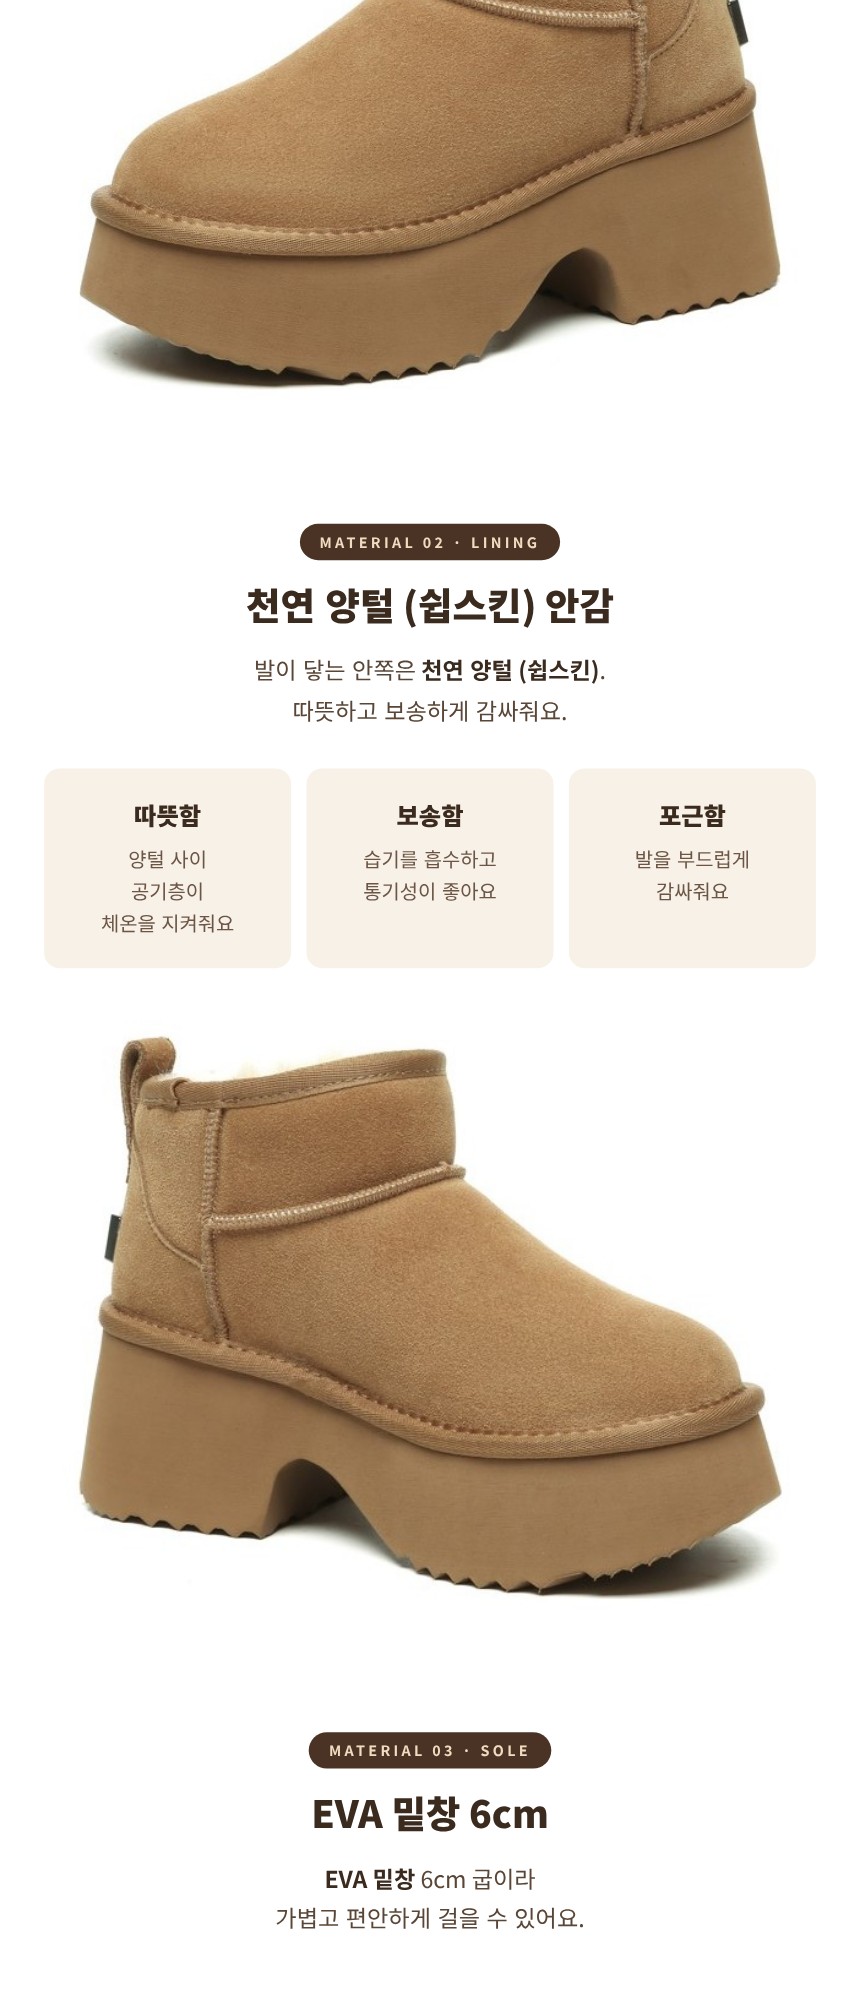 MATERIAL 02 · LINING
천연 양털 (쉽스킨) 안감
발이 닿는 안쪽은 천연 양털 (쉽스킨).
따뜻하고 보송하게 감싸줘요.
따뜻함
양털 사이
공기층이
체온을 지켜줘요
보송함
습기를 흡수하고
통기성이 좋아요
포근함
발을 부드럽게
감싸줘요
MATERIAL 03 · SOLE
EVA 밑창 6cm
EVA 밑창 6cm 굽이라
가볍고 편안하게 걸을 수 있어요.